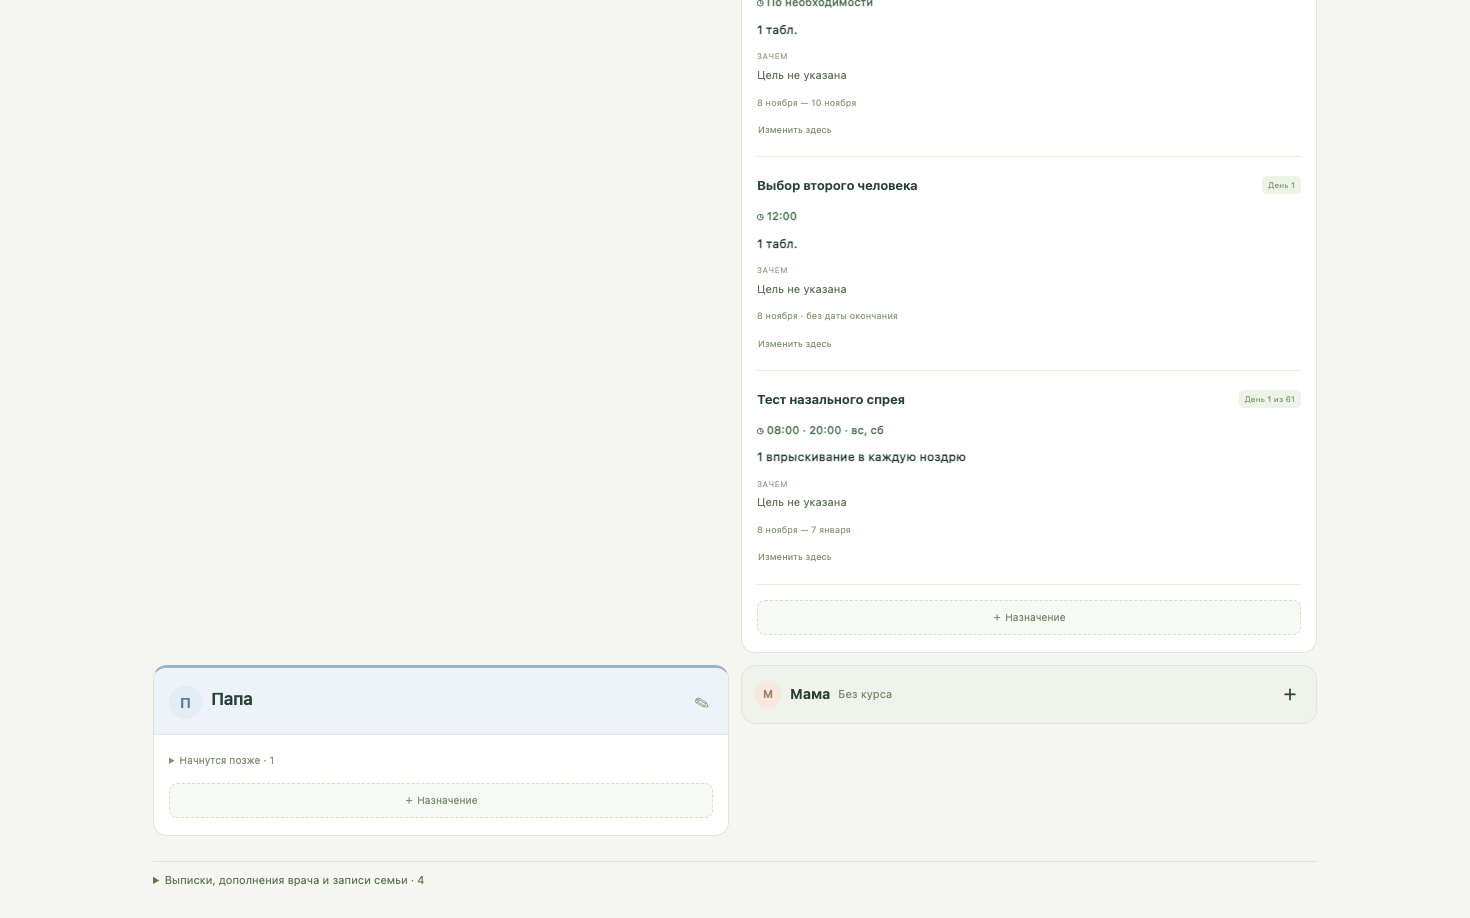 По необходимости
1 табл.
ЗАЧЕМ
Цель не указана
8 ноября — 10 ноября
Изменить здесь
Выбор второго человека
День 1
12:00
1 табл.
ЗАЧЕМ
Цель не указана
8 ноября · без даты окончания
Изменить здесь
Тест назального спрея
День 1 из 61
08:00 · 20:00 · вс, сб
1 впрыскивание в каждую ноздрю
ЗАЧЕМ
Цель не указана
8 ноября — 7 января
Изменить здесь
+ Назначение
П Папа
Начнутся позже · 1
+ Назначение
М Мама Без курса +
Выписки, дополнения врача и записи семьи · 4